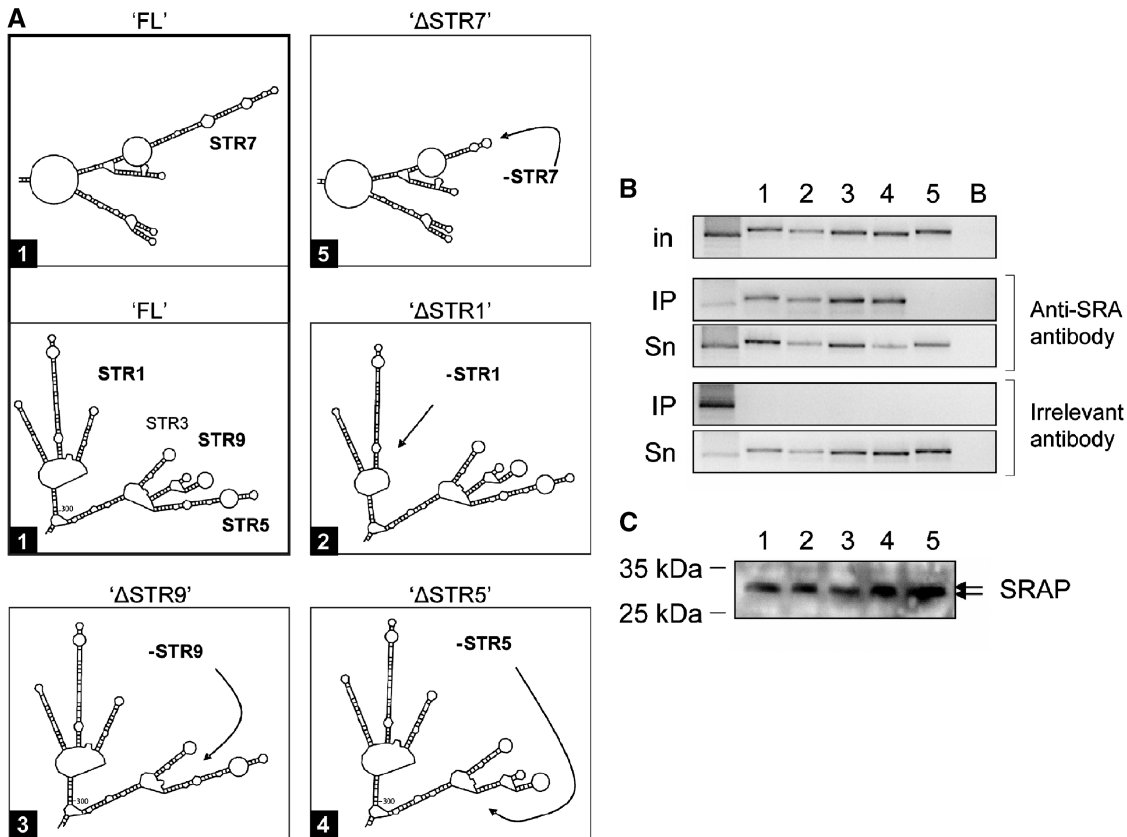 A
'FL'
STR7
1
'ΔSTR7'
-STR7
5
'FL'
STR1
STR3
STR9
STR5
300
1
'ΔSTR1'
-STR1
2
'ΔSTR9'
-STR9
300
3
'ΔSTR5'
-STR5
300
4
B
1 2 3 4 5 B
in
IP
Sn
Anti-SRA
antibody
IP
Sn
Irrelevant
antibody
C
1 2 3 4 5
35 kDa
25 kDa
SRAP